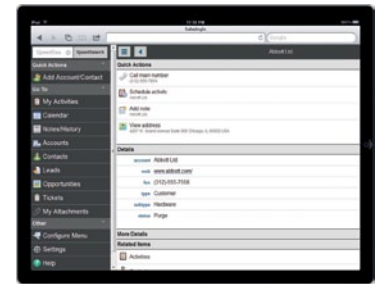 iPad
Saleslogix
Google
SpeedSearch
Abbott Ltd.
Quick Actions
Add Account/Contact
Go To
My Activities
Calendar
Notes/History
Accounts
Contacts
Leads
Opportunities
Tickets
My Attachments
Other
Configure Menu
Settings
Help
Quick Actions
Call main number
Schedule activity
Add note
View address
Details
account Abbott Ltd.
web www.abbott.com/
fax (312)-555-7558
type Customer
subtype Hardware
status Purge
More Details
Related Items
Activities